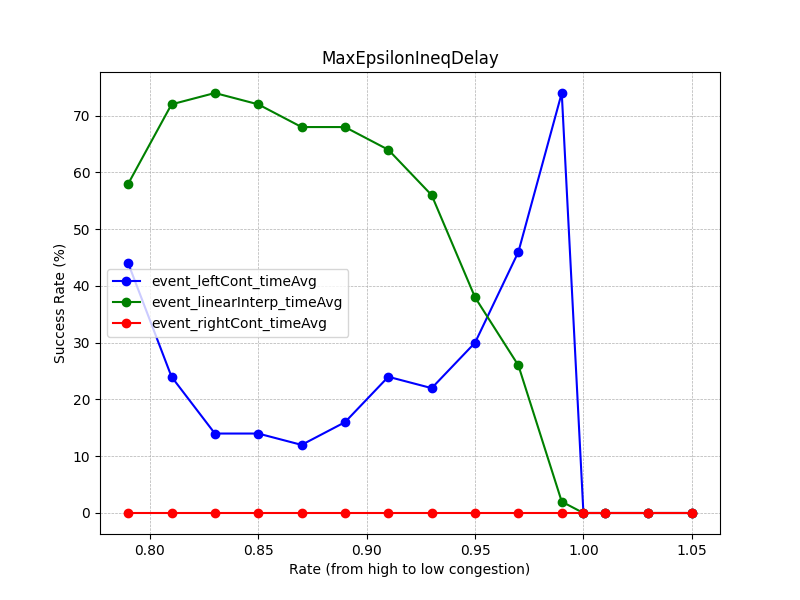 MaxEpsilonIneqDelay
Success Rate (%)
70
60
50
40
30
20
10
0
event_leftCont_timeAvg
event_linearInterp_timeAvg
event_rightCont_timeAvg
0.80 0.85 0.90 0.95 1.00 1.05
Rate (from high to low congestion)